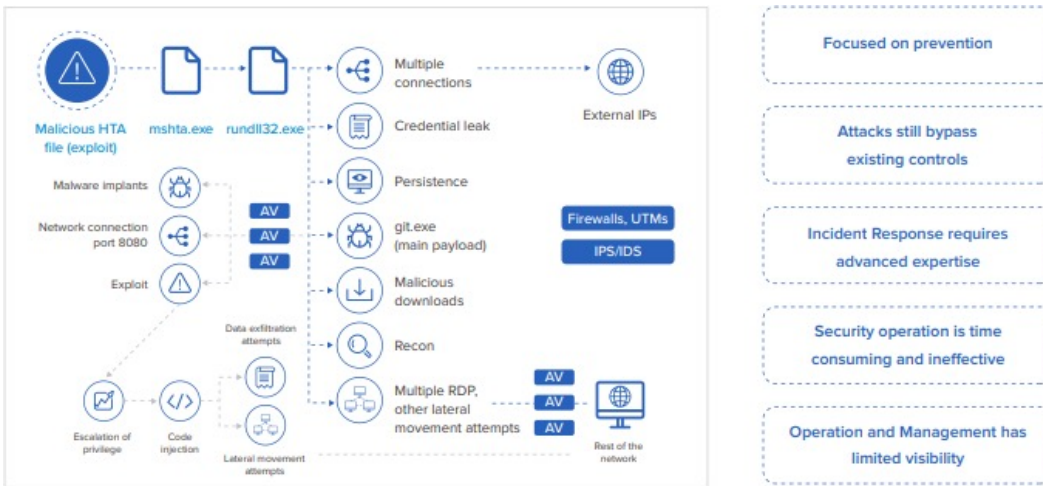 Malicious HTA
file (exploit)
mshta.exe
rundll32.exe
Multiple
connections
External IPs
Credential leak
Persistence
git.exe
(main payload)
Malicious
downloads
Recon
Multiple RDP,
other lateral
movement attempts
Malware implants
Network connection
port 8080
Exploit
AV
AV
AV
Firewalls, UTMs
IPS/IDS
Data exfiltration
attempts
Escalation of
privilege
Code
injection
Lateral movement
attempts
AV
AV
AV
Rest of the
network
Focused on prevention
Attacks still bypass
existing controls
Incident Response requires
advanced expertise
Security operation is time
consuming and ineffective
Operation and Management has
limited visibility